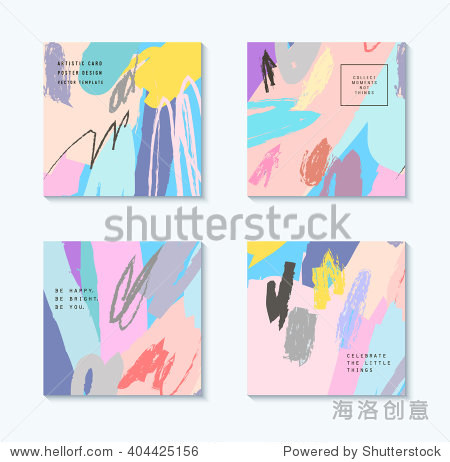 ARTISTIC CARD
POSTER DESIGN
VECTOR TEMPLATE
COLLECT
MOMENTS
NOT
THINGS
shutterstock
BE HAPPY.
BE BRIGHT.
BE YOU.
CELEBRATE
THE LITTLE
THINGS
海洛创意
www.hellorf.com 404425156
Powered by Shutterstock